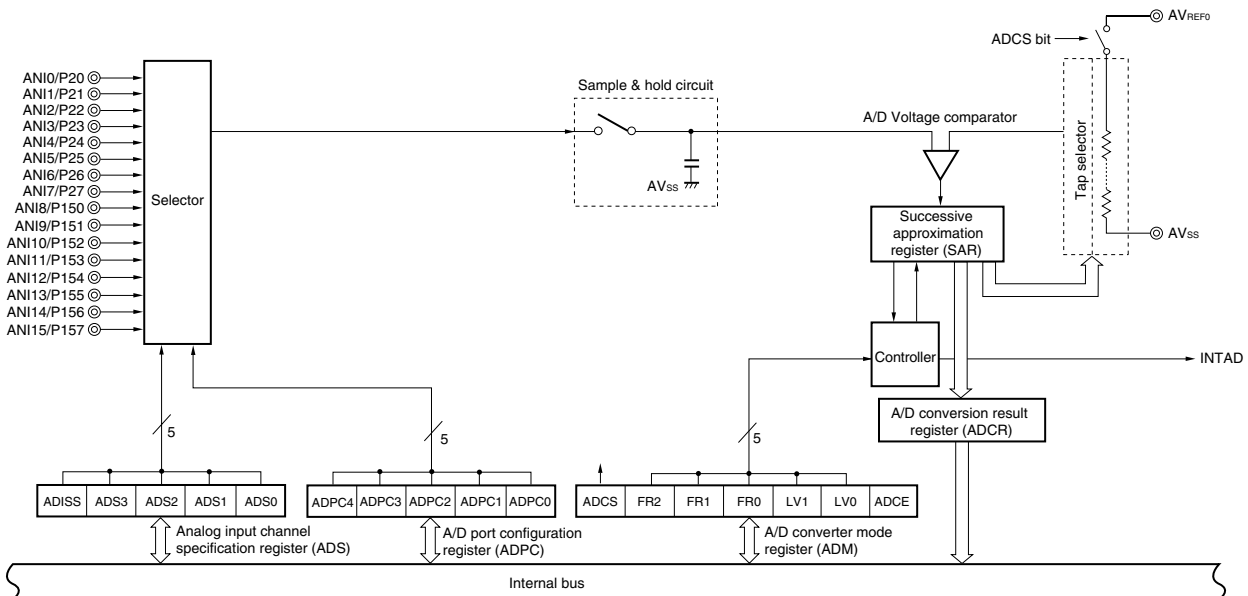 AVREF0
ADCS bit
ANI0/P20
ANI1/P21
ANI2/P22
ANI3/P23
ANI4/P24
ANI5/P25
ANI6/P26
ANI7/P27
ANI8/P150
ANI9/P151
ANI10/P152
ANI11/P153
ANI12/P154
ANI13/P155
ANI14/P156
ANI15/P157
Selector
Sample & hold circuit
AVSS
A/D Voltage comparator
Tap selector
AVSS
Successive
approximation
register (SAR)
Controller
INTAD
A/D conversion result
register (ADCR)
5
5
5
ADISS ADS3 ADS2 ADS1 ADS0
ADPC4 ADPC3 ADPC2 ADPC1 ADPC0
ADCS FR2 FR1 FR0 LV1 LV0 ADCE
Analog input channel
specification register (ADS)
A/D port configuration
register (ADPC)
A/D converter mode
register (ADM)
Internal bus